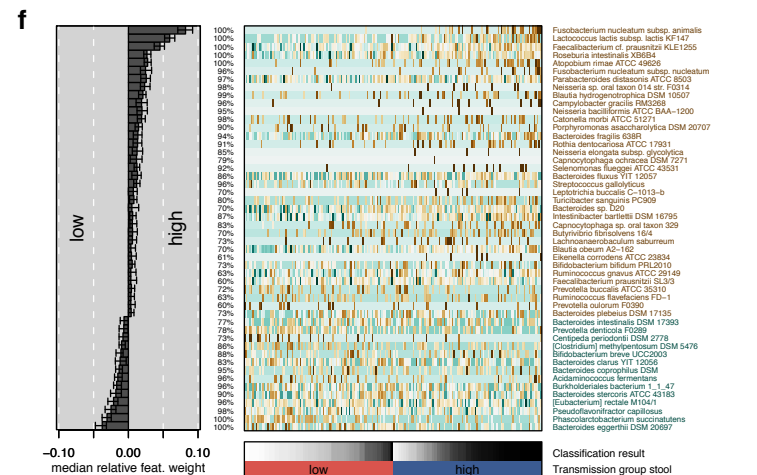 f
100% Fusobacterium nucleatum subsp. animalis
100% Lactococcus lactis subsp. lactis KF147
100% Faecalibacterium cf. prausnitzii KLE1255
100% Roseburia intestinalis XB6B4
100% Atopobium rimae ATCC 49626
96% Fusobacterium nucleatum subsp. nucleatum
97% Parabacteroides distasonis ATCC 8503
99% Neisseria sp. oral taxon 014 str. F0314
99% Blautia hydrogenotrophica DSM 10507
96% Campylobacter gracilis RM3268
95% Neisseria bacilliformis ATCC BAA−1200
98% Catonella morbi ATCC 51271
90% Porphyromonas asaccharolytica DSM 20707
94% Bacteroides fragilis 638R
91% Rothia dentocariosa ATCC 17931
85% Neisseria elongata subsp. glycolytica
79% Capnocytophaga ochracea DSM 7271
92% Selenomonas flueggei ATCC 43531
86% Bacteroides fluxus YIT 12057
96% Streptococcus gallolyticus
70% Leptotrichia buccalis C−1013−b
80% Turicibacter sanguinis PC909
70% Bacteroides sp. D20
87% Intestinibacter bartlettii DSM 16795
83% Capnocytophaga sp. oral taxon 329
70% Butyrivibrio fibrisolvens 16/4
73% Lachnoanaerobaculum saburreum
70% Blautia obeum A2−162
61% Eikenella corrodens ATCC 23834
73% Bifidobacterium bifidum PRL2010
63% Ruminococcus gnavus ATCC 29149
60% Faecalibacterium prausnitzii SL3/3
72% Prevotella buccalis ATCC 35310
63% Ruminococcus flavefaciens FD−1
60% Prevotella oulorum F0390
73% Bacteroides plebeius DSM 17135
77% Bacteroides intestinalis DSM 17393
78% Prevotella denticola F0289
73% Centipeda periodontii DSM 2778
86% [Clostridium] methylpentosum DSM 5476
88% Bifidobacterium breve UCC2003
83% Bacteroides clarus YIT 12056
95% Bacteroides coprophilus DSM
96% Acidaminococcus fermentans
90% Burkholderiales bacterium 1_1_47
90% Bacteroides stercoris ATCC 43183
96% [Eubacterium] rectale M104/1
98% Pseudoflavonifractor capillosus
100% Phascolarctobacterium succinatutens
100% Bacteroides eggerthii DSM 20697
low
high
−0.10 0.00 0.10
median relative feat. weight
Classification result
low high Transmission group stool